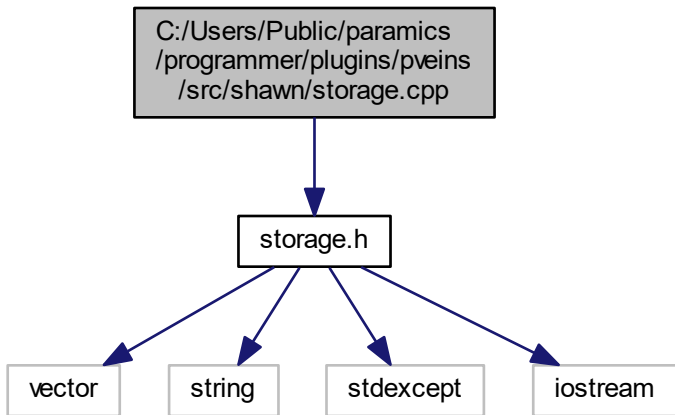 C:/Users/Public/paramics
/programmer/plugins/pveins
/src/shawn/storage.cpp
storage.h
vector
string
stdexcept
iostream